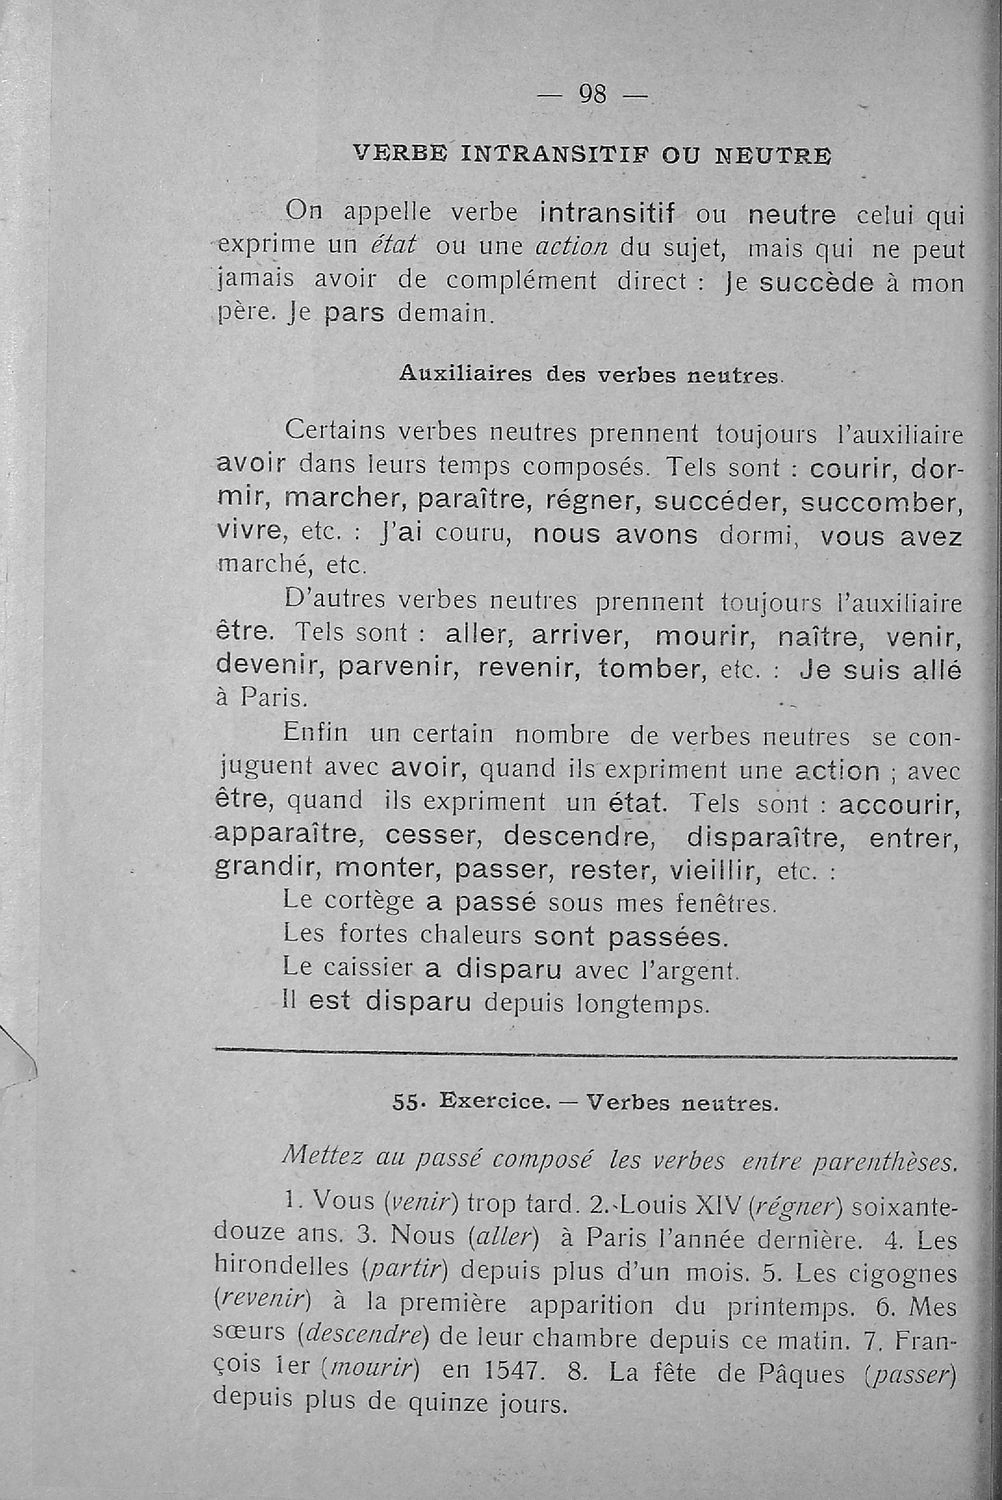 — 98 —
VERBE INTRANSITIF OU NEUTRE
On appelle verbe intransitif ou neutre celui qui
exprime un état ou une action du sujet, mais qui ne peut
jamais avoir de complément direct : Je succède à mon
père. Je pars demain.
Auxiliaires des verbes neutres.
Certains verbes neutres prennent toujours l'auxiliaire
avoir dans leurs temps composés. Tels sont : courir, dor-
mir, marcher, paraître, régner, succéder, succomber,
vivre, etc. : J'ai couru, nous avons dormi, vous avez
marché, etc.
D'autres verbes neutres prennent toujours l'auxiliaire
être. Tels sont : aller, arriver, mourir, naître, venir,
devenir, parvenir, revenir, tomber, etc. : Je suis allé
à Paris.
Enfin un certain nombre de verbes neutres se con-
juguent avec avoir, quand ils expriment une action ; avec
être, quand ils expriment un état. Tels sont : accourir,
apparaître, cesser, descendre, disparaître, entrer,
grandir, monter, passer, rester, vieillir, etc. :
Le cortège a passé sous mes fenêtres.
Les fortes chaleurs sont passées.
Le caissier a disparu avec l'argent.
Il est disparu depuis longtemps.
55. Exercice. — Verbes neutres.
Mettez au passé composé les verbes entre parenthèses.
1. Vous (venir) trop tard. 2. Louis XIV (régner) soixante-
douze ans. 3. Nous (aller) à Paris l'année dernière. 4. Les
hirondelles (partir) depuis plus d'un mois. 5. Les cigognes
(revenir) à la première apparition du printemps. 6. Mes
sœurs (descendre) de leur chambre depuis ce matin. 7. Fran-
çois 1er (mourir) en 1547. 8. La fête de Pâques (passer)
depuis plus de quinze jours.